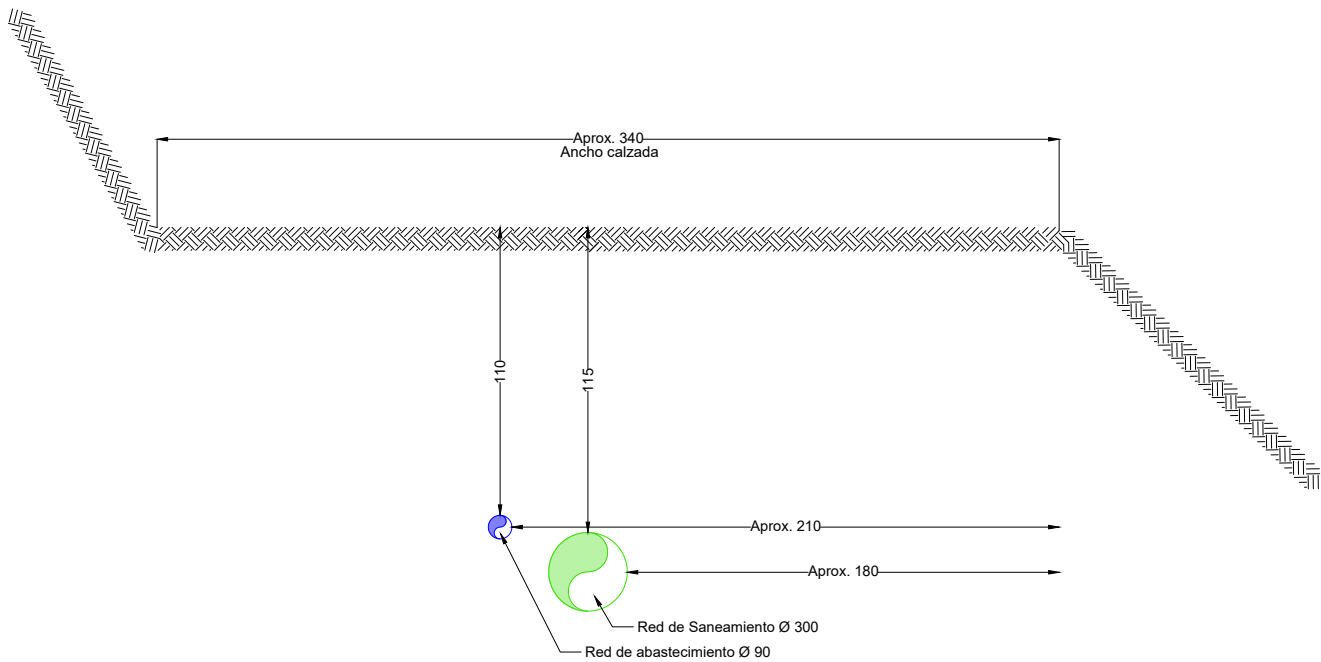 Aprox. 340
Ancho calzada
110
115
Aprox. 210
Aprox. 180
Red de Saneamiento Ø 300
Red de abastecimiento Ø 90